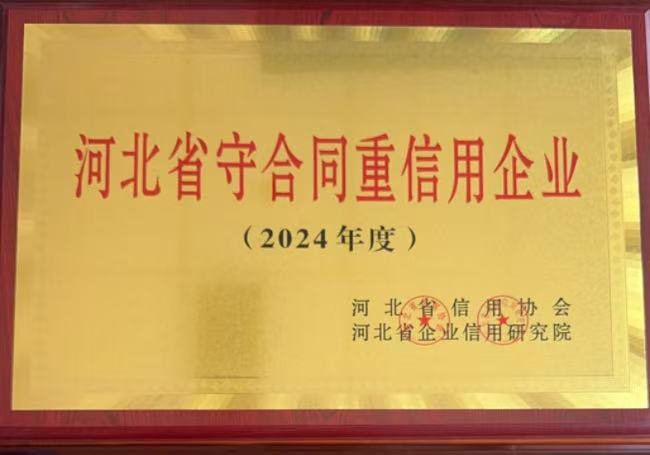 河北省守合同重信用企业
（2024年度）
河北省信用协会
河北省企业信用研究院